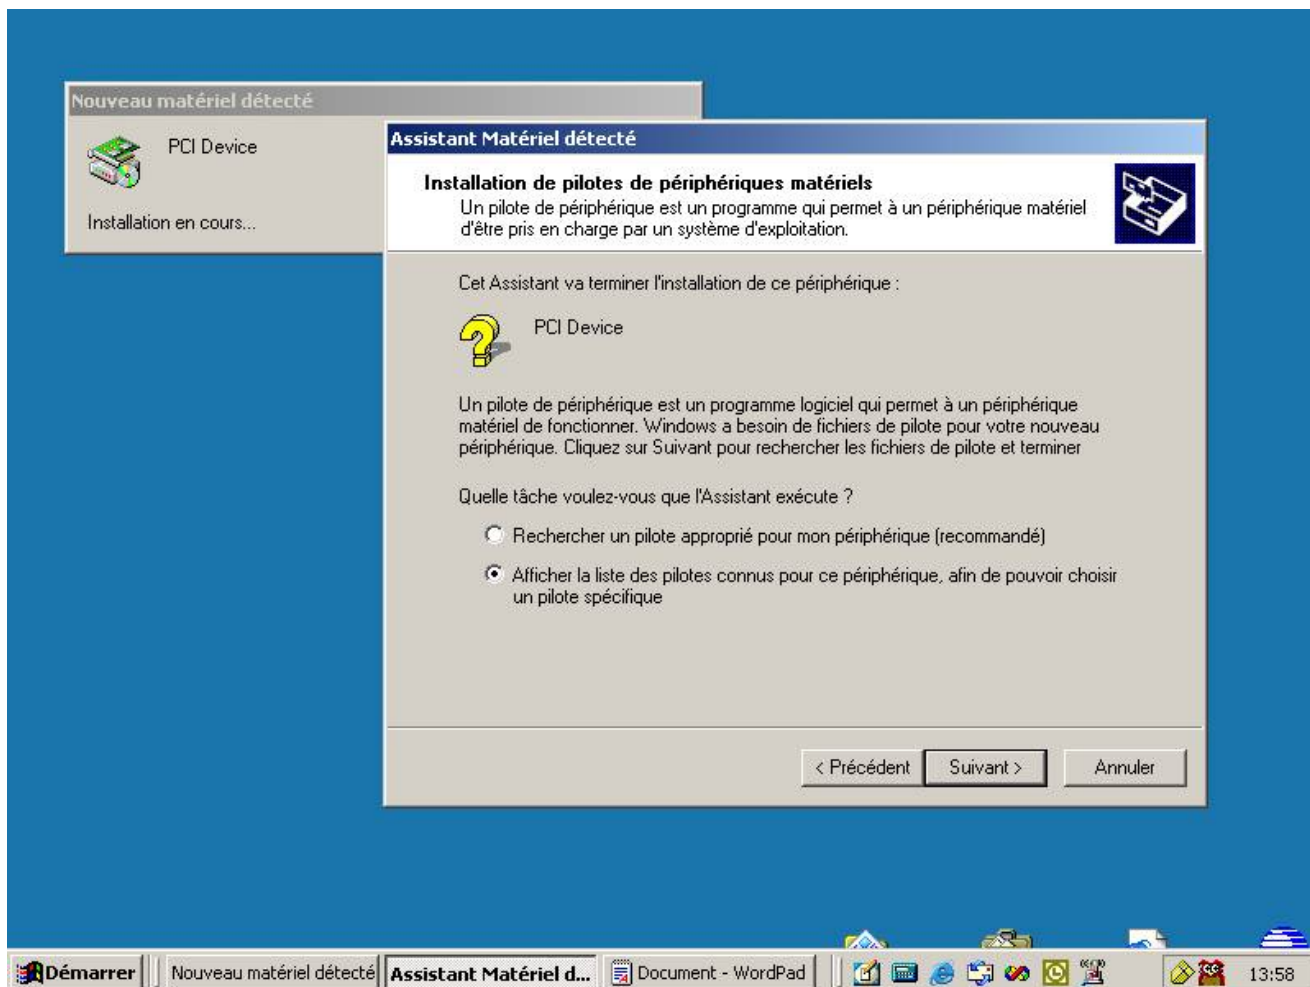 Nouveau matériel détecté
PCI Device
Installation en cours...
Assistant Matériel détecté
Installation de pilotes de périphériques matériels
Un pilote de périphérique est un programme qui permet à un périphérique matériel
d'être pris en charge par un système d'exploitation.
Cet Assistant va terminer l'installation de ce périphérique :
PCI Device
Un pilote de périphérique est un programme logiciel qui permet à un périphérique
matériel de fonctionner. Windows a besoin de fichiers de pilote pour votre nouveau
périphérique. Cliquez sur Suivant pour rechercher les fichiers de pilote et terminer
Quelle tâche voulez-vous que l'Assistant exécute ?
Rechercher un pilote approprié pour mon périphérique (recommandé)
Afficher la liste des pilotes connus pour ce périphérique, afin de pouvoir choisir
un pilote spécifique
< Précédent Suivant > Annuler
Démarrer Nouveau matériel détecté Assistant Matériel d... Document - WordPad 13:58